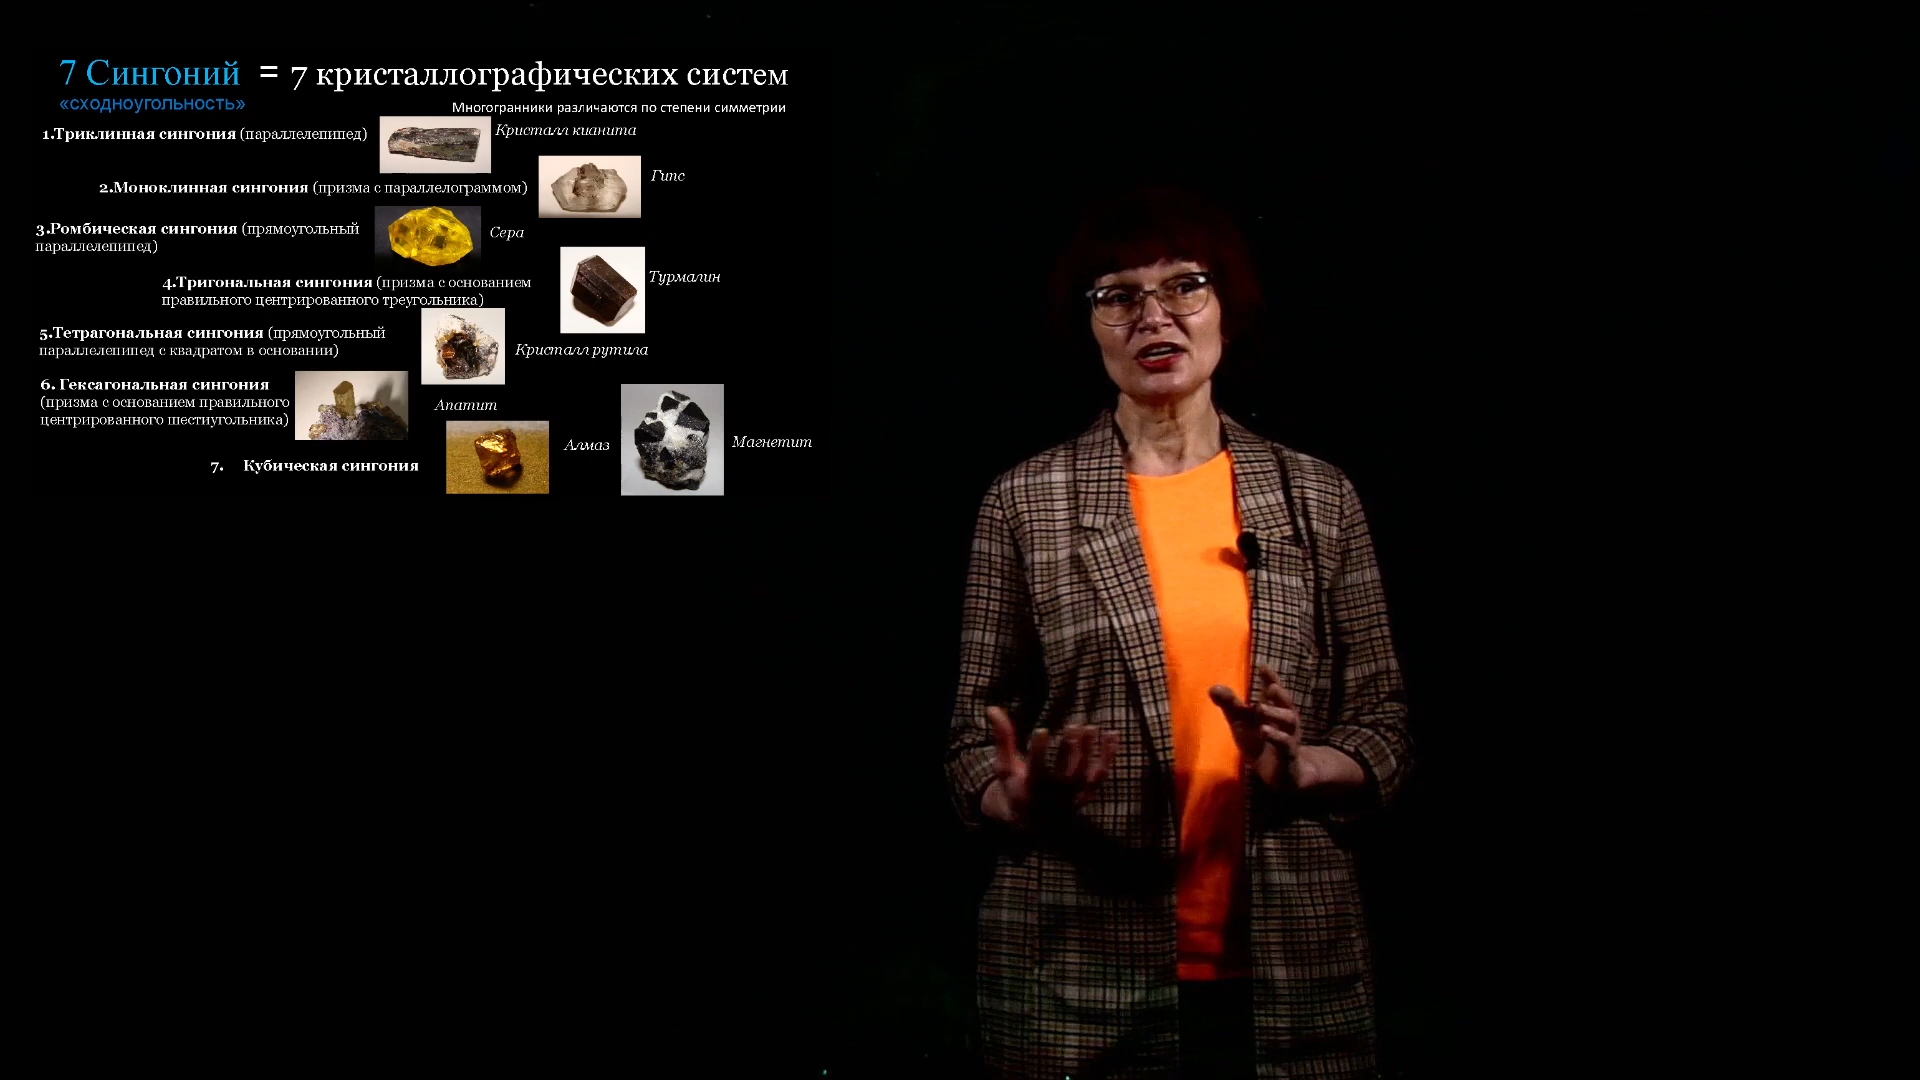 7 Сингоний = 7 кристаллографических систем
«сходноугольность»
Многогранники различаются по степени симметрии
1.Триклинная сингония (параллелепипед)
Кристалл кианита
2.Моноклинная сингония (призма с параллелограммом)
Гипс
3.Ромбическая сингония (прямоугольный
параллелепипед)
Сера
4.Тригональная сингония (призма с основанием
правильного центрированного треугольника)
Турмалин
5.Тетрагональная сингония (прямоугольный
параллелепипед с квадратом в основании)
Кристалл рутила
6. Гексагональная сингония
(призма с основанием правильного
центрированного шестиугольника)
Апатит
7. Кубическая сингония
Алмаз
Магнетит